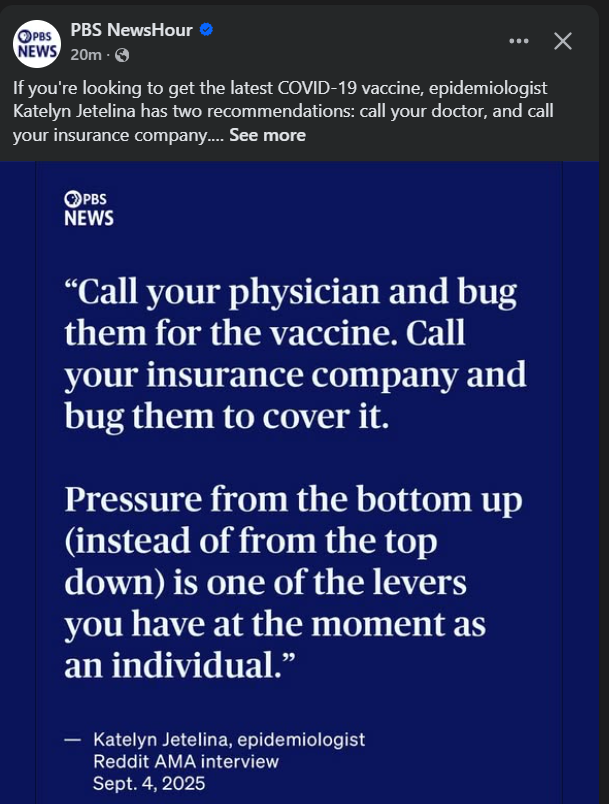 PBS
NEWS
PBS NewsHour
20m ·
If you're looking to get the latest COVID-19 vaccine, epidemiologist
Katelyn Jetelina has two recommendations: call your doctor, and call
your insurance company.... See more
PBS
NEWS
“Call your physician and bug
them for the vaccine. Call
your insurance company and
bug them to cover it.
Pressure from the bottom up
(instead of from the top
down) is one of the levers
you have at the moment as
an individual.”
— Katelyn Jetelina, epidemiologist
Reddit AMA interview
Sept. 4, 2025